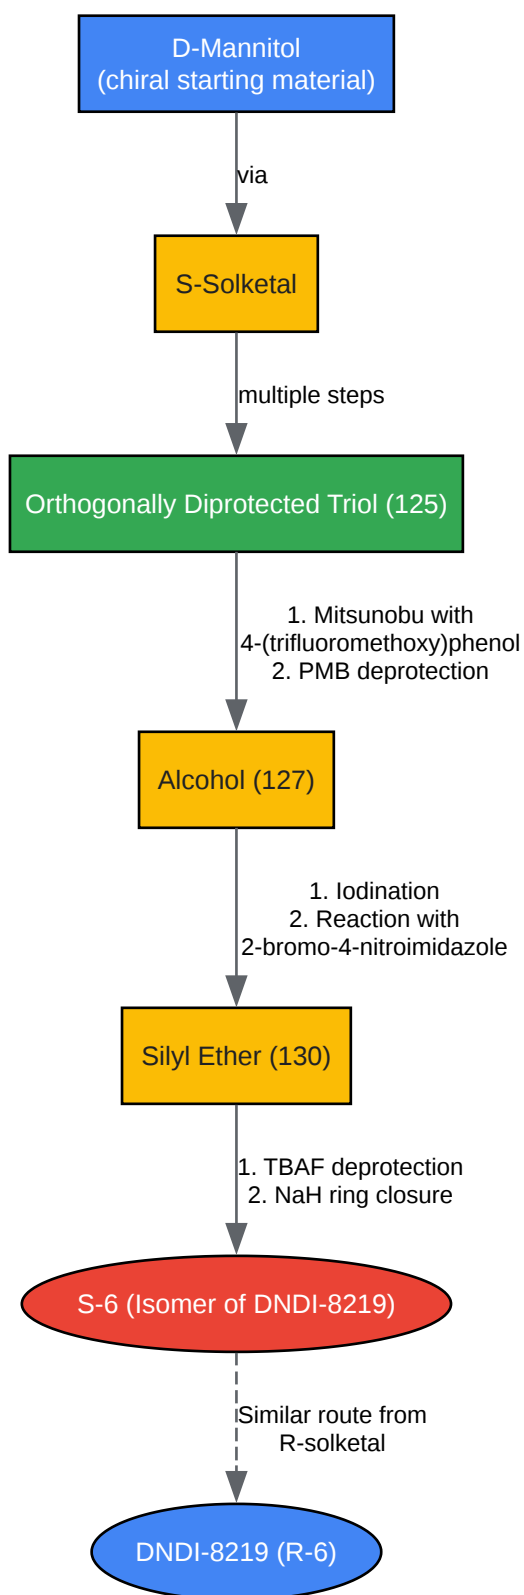 D-Mannitol
(chiral starting material)
via
S-Solketal
multiple steps
Orthogonally Diprotected Triol (125)
1. Mitsunobu with
4-(trifluoromethoxy)phenol
2. PMB deprotection
Alcohol (127)
1. Iodination
2. Reaction with
2-bromo-4-nitroimidazole
Silyl Ether (130)
1. TBAF deprotection
2. NaH ring closure
S-6 (Isomer of DNDI-8219)
Similar route from
R-solketal
DNDI-8219 (R-6)